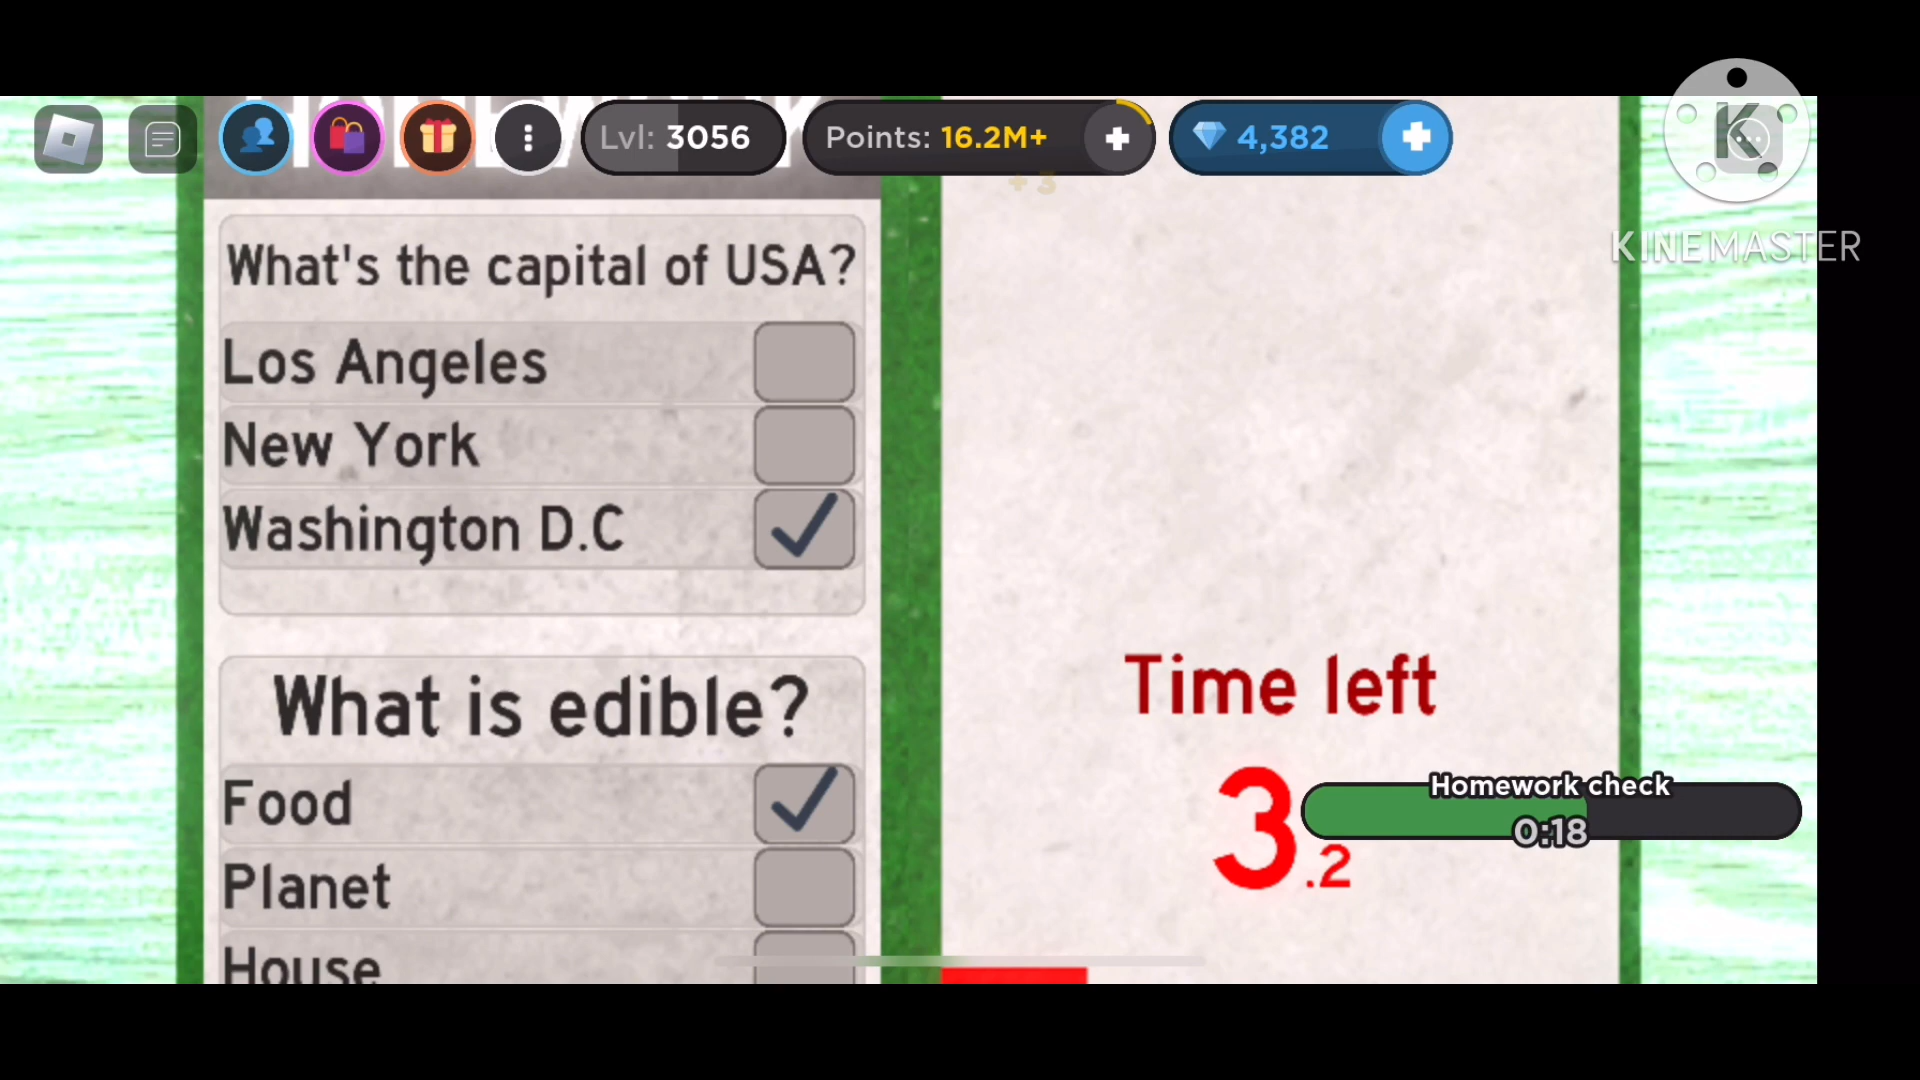 Lvl: 3056
Points: 16.2M+
4,382
+ 3
KINEMASTER
What's the capital of USA?
Los Angeles
New York
Washington D.C
What is edible?
Food
Planet
House
Time left
3.2
Homework check
0:18